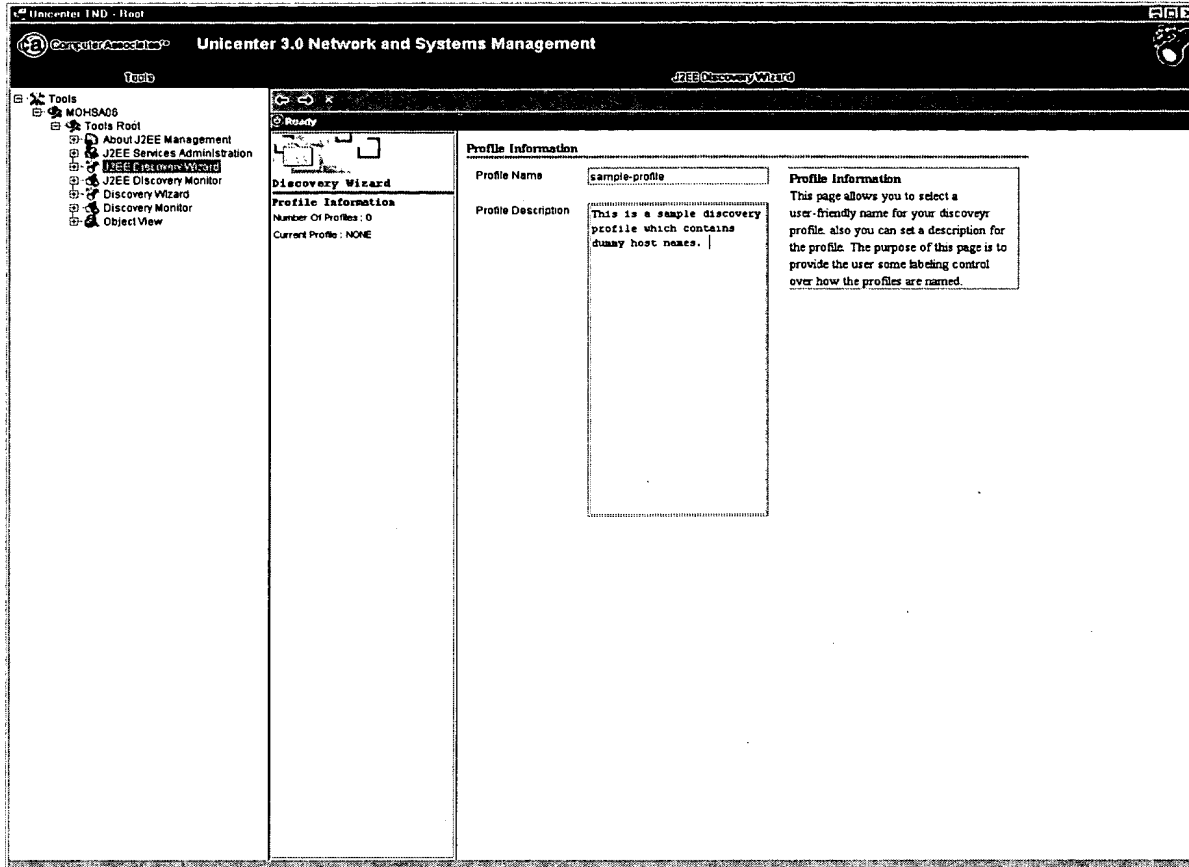 Unicenter TND - Root
Computer Associates
Unicenter 3.0 Network and Systems Management
Tools
J2EE Discovery Wizard
Tools
MOHSA06
Tools Root
About J2EE Management
J2EE Services Administration
J2EE Discovery Wizard
J2EE Discovery Monitor
Discovery Wizard
Discovery Monitor
Object View
Ready
Discovery Wizard
Profile Information
Number Of Profiles : 0
Current Profile : NONE
Profile Information
Profile Name
sample-profile
Profile Description
This is a sample discovery
profile which contains
dummy host names.
Profile Information
This page allows you to select a
user-friendly name for your discoveyr
profile. also you can set a description for
the profile. The purpose of this page is to
provide the user some labeling control
over how the profiles are named.